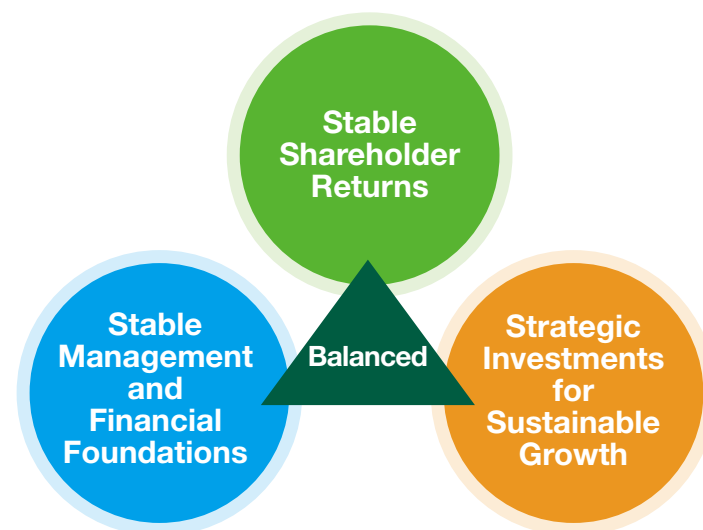 Stable
Shareholder
Returns
Balanced
Stable
Management
and
Financial
Foundations
Strategic
Investments
for
Sustainable
Growth